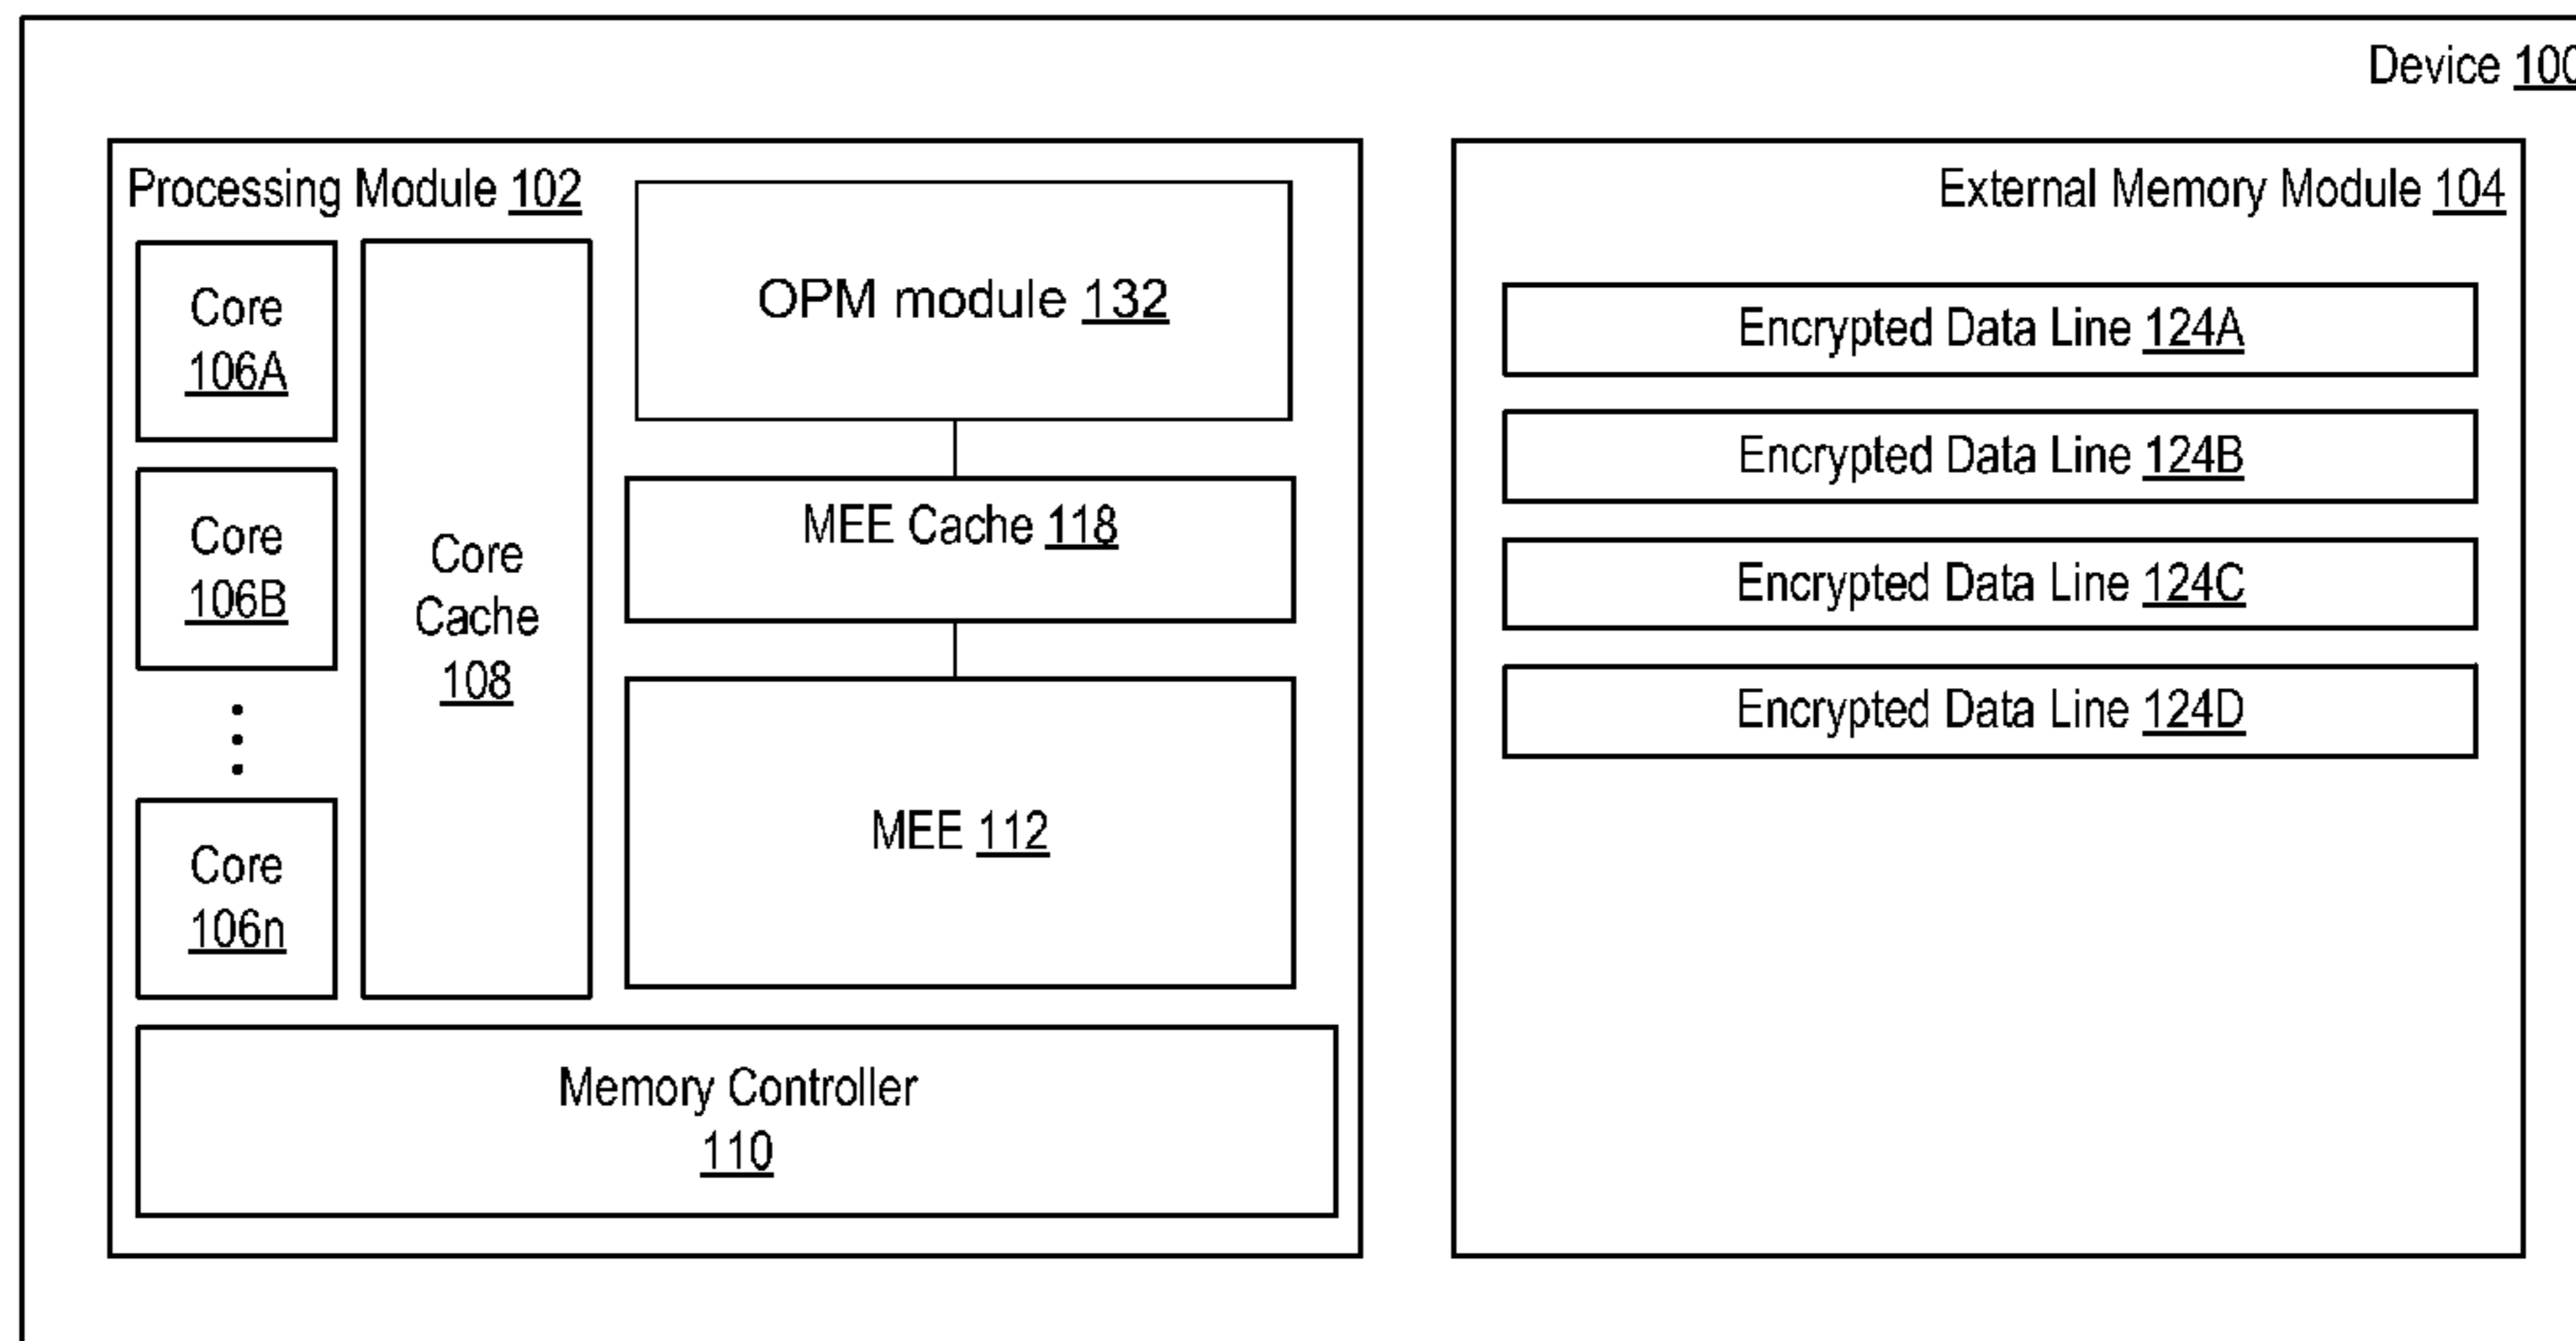 Device 100
Processing Module 102
Core
106A
Core
106B
Core
106n
Core
Cache
108
OPM module 132
MEE Cache 118
MEE 112
Memory Controller
110
External Memory Module 104
Encrypted Data Line 124A
Encrypted Data Line 124B
Encrypted Data Line 124C
Encrypted Data Line 124D